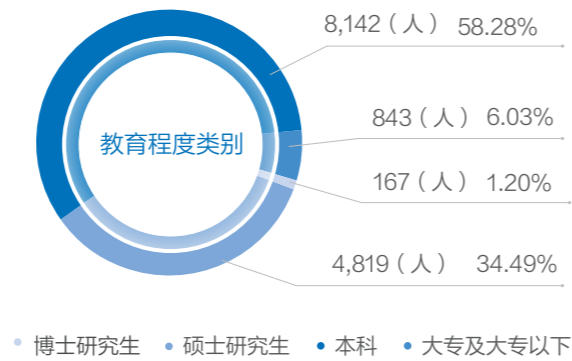 8,142（人） 58.28%
843（人） 6.03%
教育程度类别
167（人） 1.20%
4,819（人） 34.49%
博士研究生 硕士研究生 本科 大专及大专以下